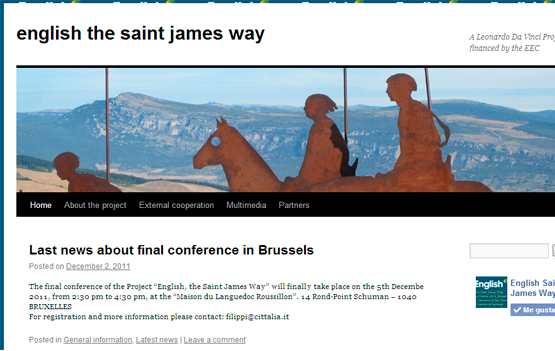 english the saint james way
A Leonardo Da Vinci Proj
financed by the EEC
Home About the project External cooperation Multimedia Partners
Last news about final conference in Brussels
Posted on December 2, 2011
The final conference of the Project “English, the Saint James Way” will finally take place on the 5th Decembe
2011, from 2:30 pm to 4:30 pm, at the “Maison du Languedoc Roussillon”. 14 Rond-Point Schuman – 1040
BRUXELLES
For registration and more information please contact: filippi@cittalia.it
Posted in General information, Latest news | Leave a comment
English
English Sai
James Way
Me gusta